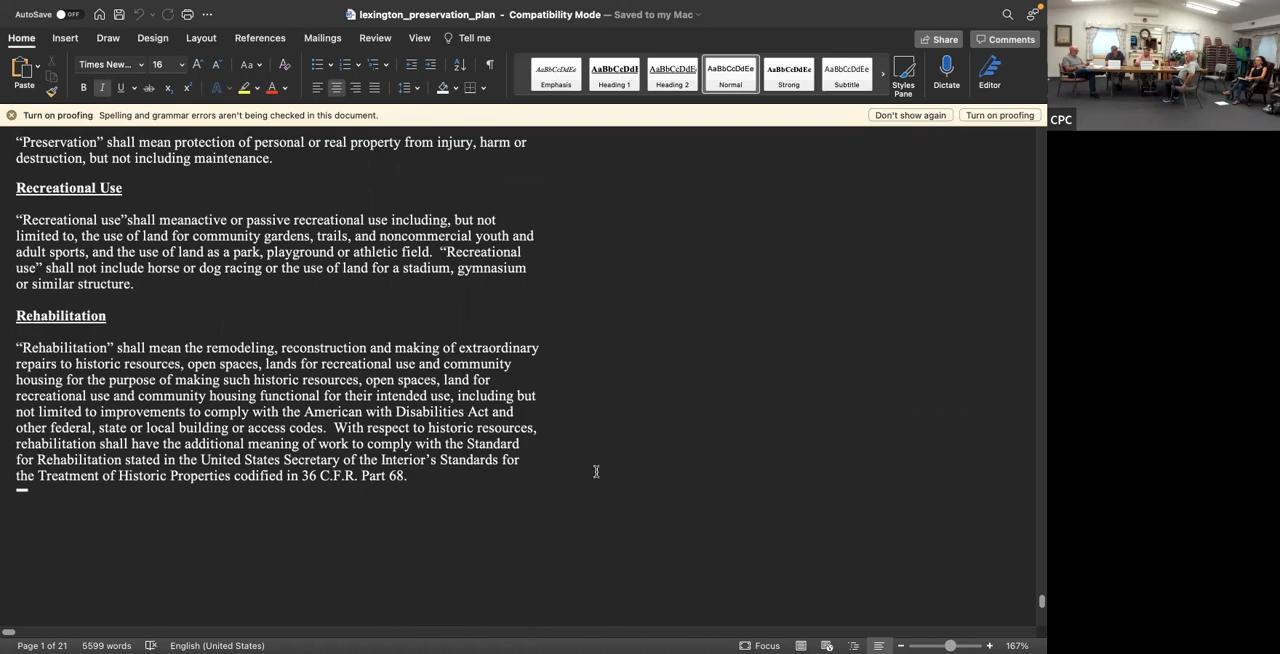 AutoSave OFF
lexington_preservation_plan - Compatibility Mode — Saved to my Mac
Home Insert Draw Design Layout References Mailings Review View Tell me
Share Comments
Paste
Times New... 16
Aa
B I U ab x₂ x² A A
AaBbCcDdEe Emphasis
AaBbCcDdI Heading 1
AaBbCcDdEe Heading 2
AaBbCcDdEe Normal
AaBbCcDdEe Strong
AaBbCcDdEe Subtitle
Styles Pane
Dictate
Editor
Turn on proofing Spelling and grammar errors aren't being checked in this document. Don't show again Turn on proofing
CPC
“Preservation” shall mean protection of personal or real property from injury, harm or
destruction, but not including maintenance.
Recreational Use
“Recreational use”shall meanactive or passive recreational use including, but not
limited to, the use of land for community gardens, trails, and noncommercial youth and
adult sports, and the use of land as a park, playground or athletic field. “Recreational
use” shall not include horse or dog racing or the use of land for a stadium, gymnasium
or similar structure.
Rehabilitation
“Rehabilitation” shall mean the remodeling, reconstruction and making of extraordinary
repairs to historic resources, open spaces, lands for recreational use and community
housing for the purpose of making such historic resources, open spaces, land for
recreational use and community housing functional for their intended use, including but
not limited to improvements to comply with the American with Disabilities Act and
other federal, state or local building or access codes. With respect to historic resources,
rehabilitation shall have the additional meaning of work to comply with the Standard
for Rehabilitation stated in the United States Secretary of the Interior’s Standards for
the Treatment of Historic Properties codified in 36 C.F.R. Part 68.
Page 1 of 21 5599 words English (United States) Focus 167%